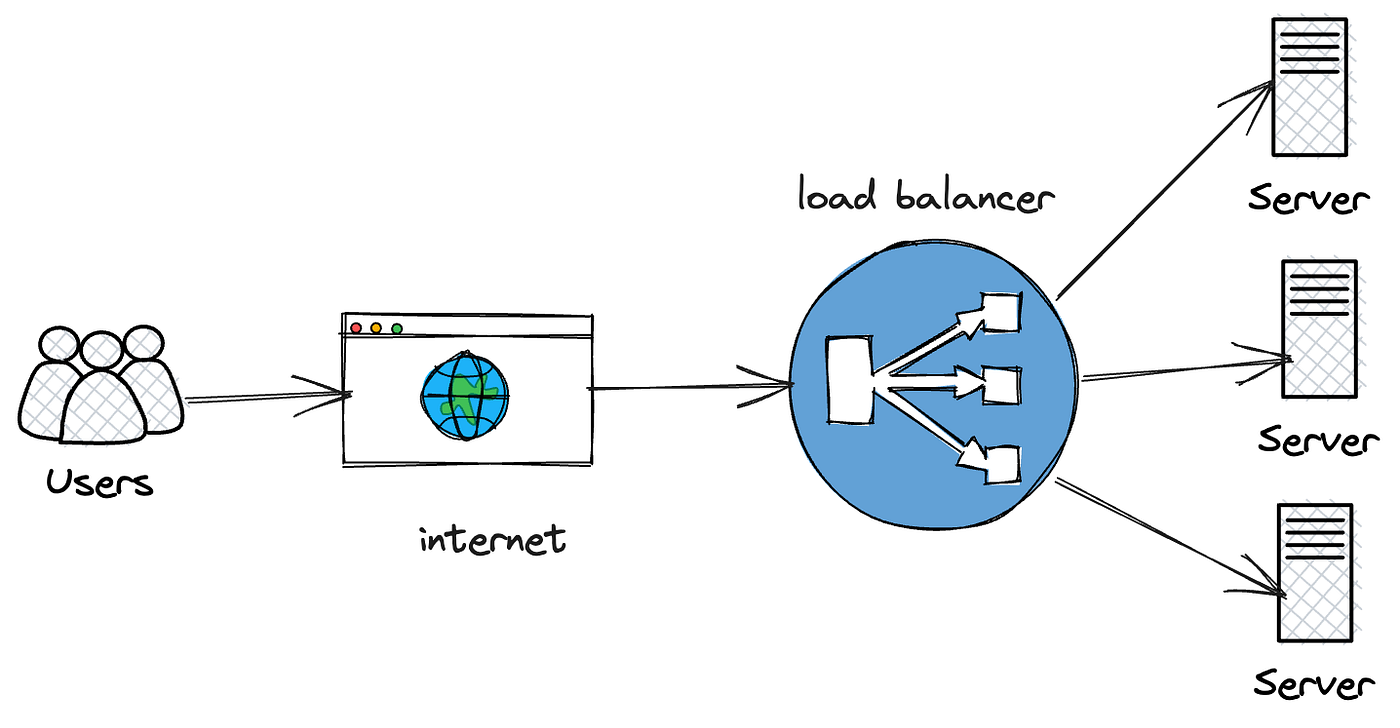 Users
internet
load balancer
Server
Server
Server